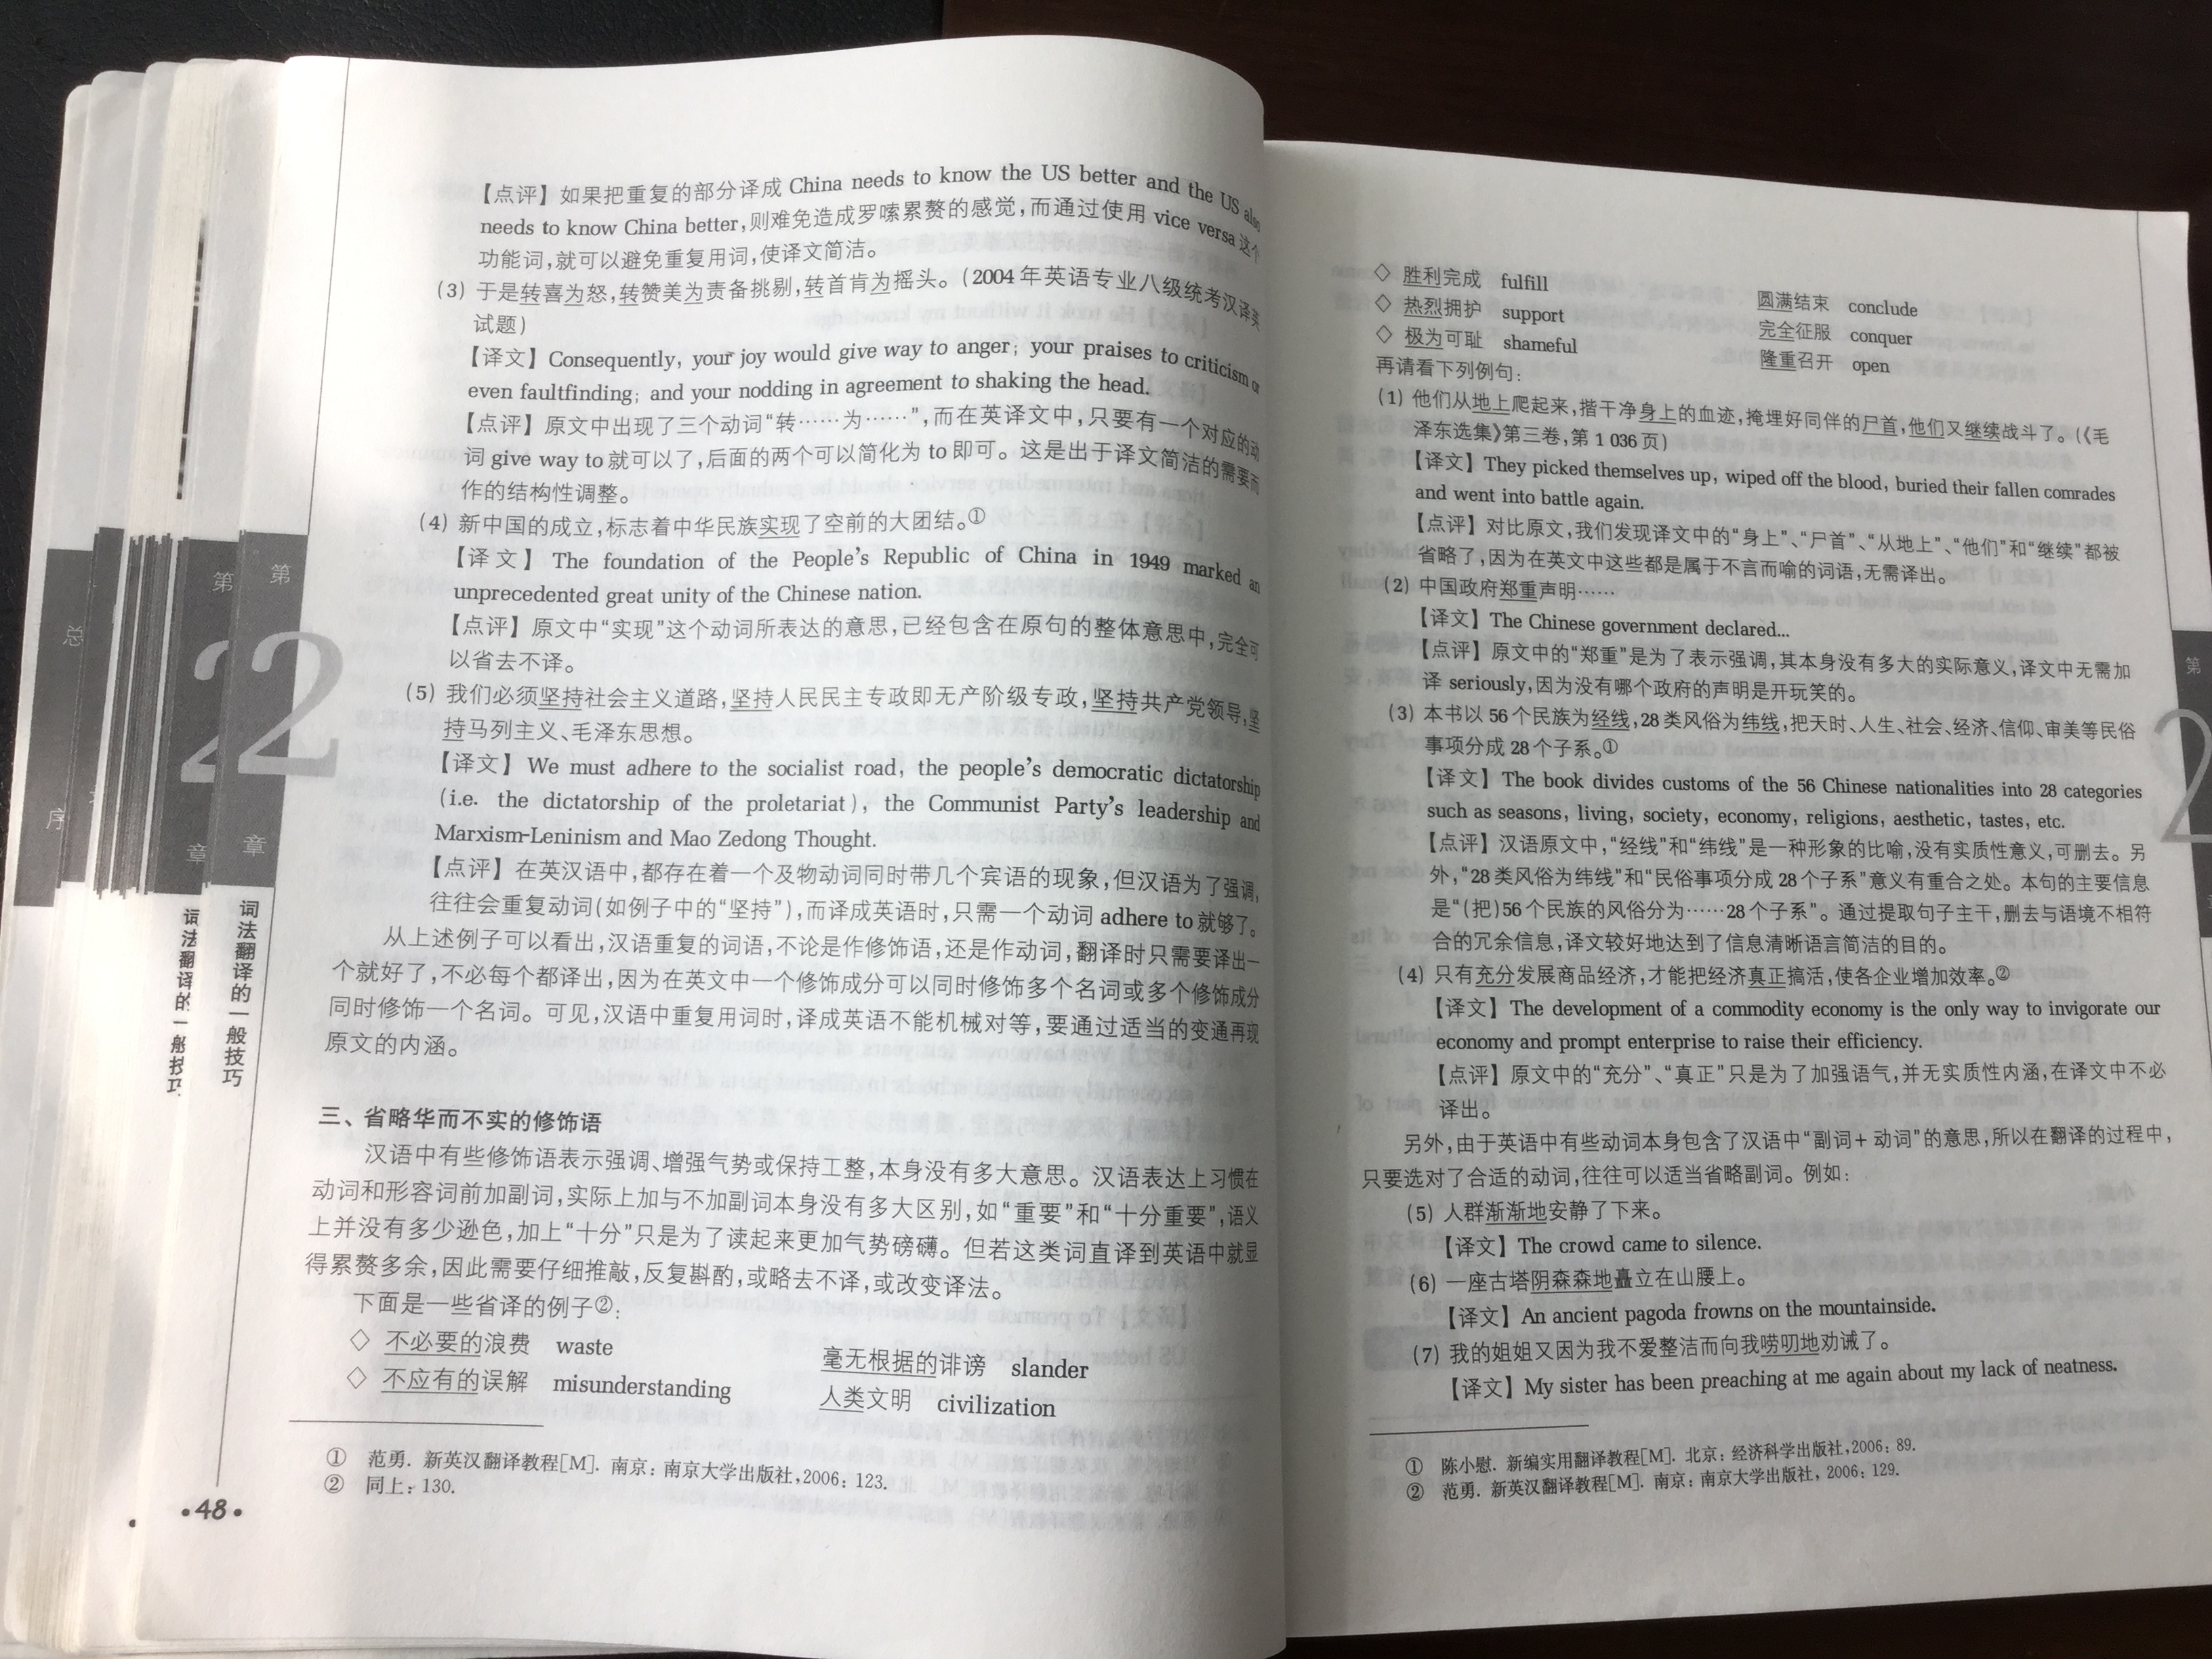 【点评】如果把重复的部分译成 China needs to know the US better and the US also
needs to know China better,则难免造成罗嗦累赘的感觉,而通过使用 vice versa 这个
功能词,就可以避免重复用词,使译文简洁。
(3) 于是转喜为怒,转赞美为责备挑剔,转首肯为摇头。(2004 年英语专业八级统考汉译英
试题)
【译文】Consequently, your joy would give way to anger; your praises to criticism or
even faultfinding; and your nodding in agreement to shaking the head.
【点评】原文中出现了三个动词“转……为……”,而在英译文中,只要有一个对应的动
词 give way to 就可以了,后面的两个可以简化为 to 即可。这是出于译文简洁的需要而
作的结构性调整。
(4) 新中国的成立,标志着中华民族实现了空前的大团结。①
【译文】The foundation of the People's Republic of China in 1949 marked an
unprecedented great unity of the Chinese nation.
【点评】原文中“实现”这个动词所表达的意思,已经包含在原句的整体意思中,完全可
以省去不译。
(5) 我们必须坚持社会主义道路,坚持人民民主专政即无产阶级专政,坚持共产党领导,坚
持马列主义、毛泽东思想。
【译文】We must adhere to the socialist road, the people's democratic dictatorship
(i.e. the dictatorship of the proletariat), the Communist Party's leadership and
Marxism-Leninism and Mao Zedong Thought.
【点评】在英汉语中,都存在着一个及物动词同时带几个宾语的现象,但汉语为了强调,
往往会重复动词(如例子中的“坚持”),而译成英语时,只需一个动词 adhere to 就够了。
从上述例子可以看出,汉语重复的词语,不论是作修饰语,还是作动词,翻译时只需要译出一
个就好了,不必每个都译出,因为在英文中一个修饰成分可以同时修饰多个名词或多个修饰成分
同时修饰一个名词。可见,汉语中重复用词时,译成英语不能机械对等,要通过适当的变通再现
原文的内涵。
三、省略华而不实的修饰语
汉语中有些修饰语表示强调、增强气势或保持工整,本身没有多大意思。汉语表达上习惯在
动词和形容词前加副词,实际上加与不加副词本身没有多大区别,如“重要”和“十分重要”,语义
上并没有多少逊色,加上“十分”只是为了读起来更加气势磅礴。但若这类词直译到英语中就显
得累赘多余,因此需要仔细推敲,反复斟酌,或略去不译,或改变译法。
下面是一些省译的例子②:
◇ 不必要的浪费 waste 毫无根据的诽谤 slander
◇ 不应有的误解 misunderstanding 人类文明 civilization
① 范勇. 新英汉翻译教程[M]. 南京:南京大学出版社,2006:123.
② 同上:130.
·48·
第
2
章
词法翻译的一般技巧
第
2
章
词法翻译的一般技巧
总
序
◇ 胜利完成 fulfill 圆满结束 conclude
◇ 热烈拥护 support 完全征服 conquer
◇ 极为可耻 shameful 隆重召开 open
再请看下列例句:
(1) 他们从地上爬起来,揩干净身上的血迹,掩埋好同伴的尸首,他们又继续战斗了。(《毛
泽东选集》第三卷,第 1 036 页)
【译文】They picked themselves up, wiped off the blood, buried their fallen comrades
and went into battle again.
【点评】对比原文,我们发现译文中的“身上”、“尸首”、“从地上”、“他们”和“继续”都被
省略了,因为在英文中这些都是属于不言而喻的词语,无需译出。
(2) 中国政府郑重声明……
【译文】The Chinese government declared...
【点评】原文中的“郑重”是为了表示强调,其本身没有多大的实际意义,译文中无需加
译 seriously,因为没有哪个政府的声明是开玩笑的。
(3) 本书以 56 个民族为经线,28 类风俗为纬线,把天时、人生、社会、经济、信仰、审美等民俗
事项分成 28 个子系。①
【译文】The book divides customs of the 56 Chinese nationalities into 28 categories
such as seasons, living, society, economy, religions, aesthetic, tastes, etc.
【点评】汉语原文中,“经线”和“纬线”是一种形象的比喻,没有实质性意义,可删去。另
外,“28 类风俗为纬线”和“民俗事项分成 28 个子系”意义有重合之处。本句的主要信息
是“(把)56 个民族的风俗分为……28 个子系”。通过提取句子主干,删去与语境不相符
合的冗余信息,译文较好地达到了信息清晰语言简洁的目的。
(4) 只有充分发展商品经济,才能把经济真正搞活,使各企业增加效率。②
【译文】The development of a commodity economy is the only way to invigorate our
economy and prompt enterprise to raise their efficiency.
【点评】原文中的“充分”、“真正”只是为了加强语气,并无实质性内涵,在译文中不必
译出。
另外,由于英语中有些动词本身包含了汉语中“副词+动词”的意思,所以在翻译的过程中,
只要选对了合适的动词,往往可以适当省略副词。例如:
(5) 人群渐渐地安静了下来。
【译文】The crowd came to silence.
(6) 一座古塔阴森森地矗立在山腰上。
【译文】An ancient pagoda frowns on the mountainside.
(7) 我的姐姐又因为我不爱整洁而向我唠叨地劝诫了。
【译文】My sister has been preaching at me again about my lack of neatness.
① 陈小慰. 新编实用翻译教程[M]. 北京:经济科学出版社,2006:89.
② 范勇. 新英汉翻译教程[M]. 南京:南京大学出版社,2006:129.
第
2